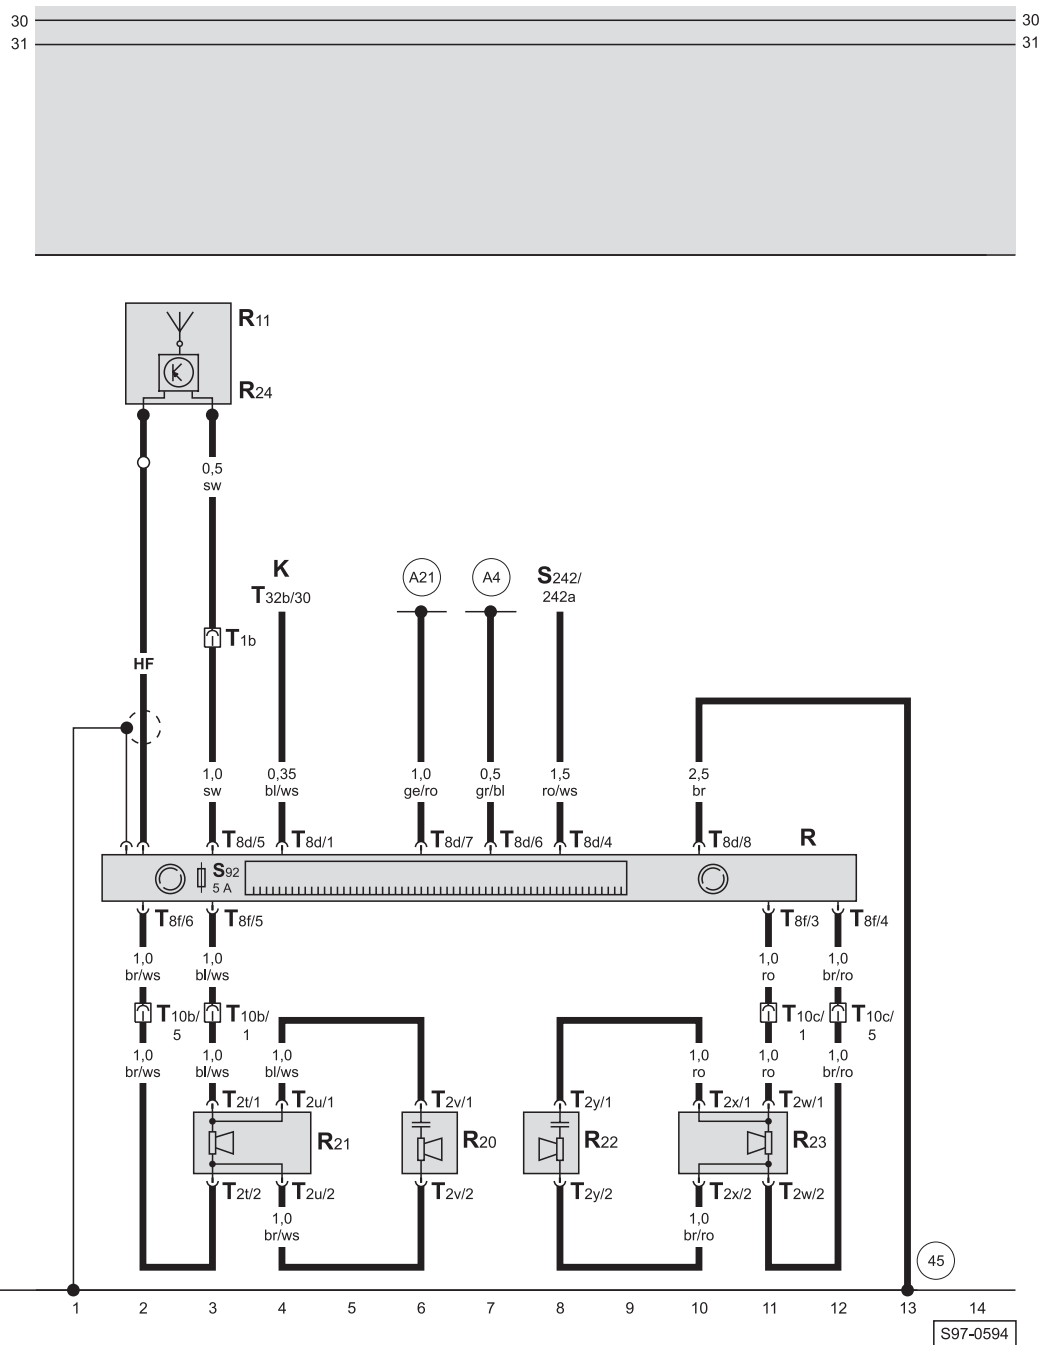 30 30
31 31
R11
R24
0,5
sw
K
T32b/30
A21
A4
S242/
242a
T1b
HF
1,0
sw
0,35
bl/ws
1,0
ge/ro
0,5
gr/bl
1,5
ro/ws
2,5
br
T8d/5 T8d/1 T8d/7 T8d/6 T8d/4 T8d/8 R
S92
5 A
T8f/6 T8f/5 T8f/3 T8f/4
1,0 1,0 1,0 1,0
br/ws bl/ws ro br/ro
T10b/ T10b/ T10c/ T10c/
5 1 1 5
1,0 1,0 1,0 1,0 1,0 1,0
br/ws bl/ws bl/ws ro ro br/ro
T2t/1 T2u/1 T2v/1 T2y/1 T2x/1 T2w/1
R21 R20 R22 R23
T2t/2 T2u/2 T2v/2 T2y/2 T2x/2 T2w/2
1,0 1,0
br/ws br/ro
45
1 2 3 4 5 6 7 8 9 10 11 12 13 14
S97-0594